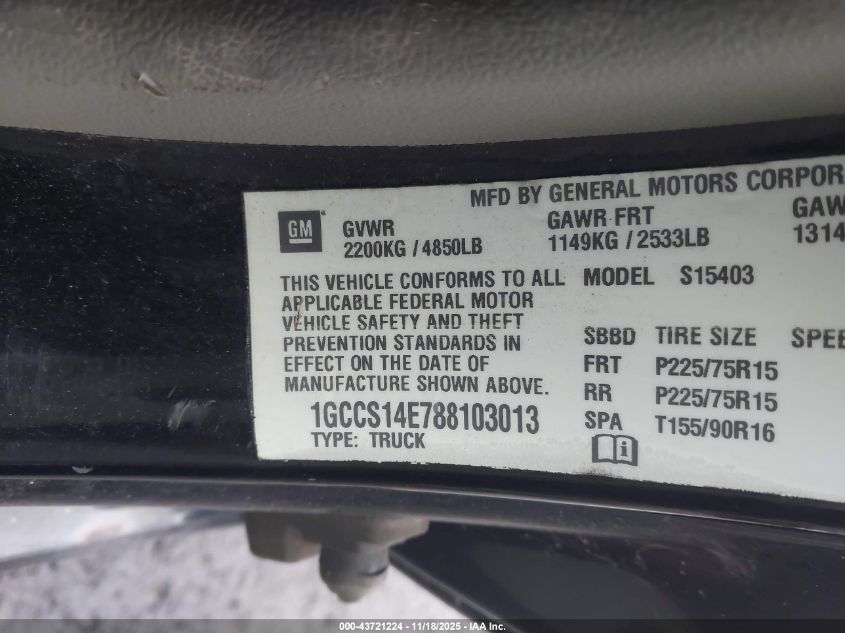 MFD BY GENERAL MOTORS CORPOR
GM
GVWR GAWR FRT GAW
2200KG / 4850LB 1149KG / 2533LB 1314
THIS VEHICLE CONFORMS TO ALL MODEL S15403
APPLICABLE FEDERAL MOTOR
VEHICLE SAFETY AND THEFT
PREVENTION STANDARDS IN SBBD TIRE SIZE SPEE
EFFECT ON THE DATE OF FRT P225/75R15
MANUFACTURE SHOWN ABOVE. RR P225/75R15
1GCCS14E788103013 SPA T155/90R16
TYPE: TRUCK
000-43721224 - 11/18/2025 - IAA Inc.